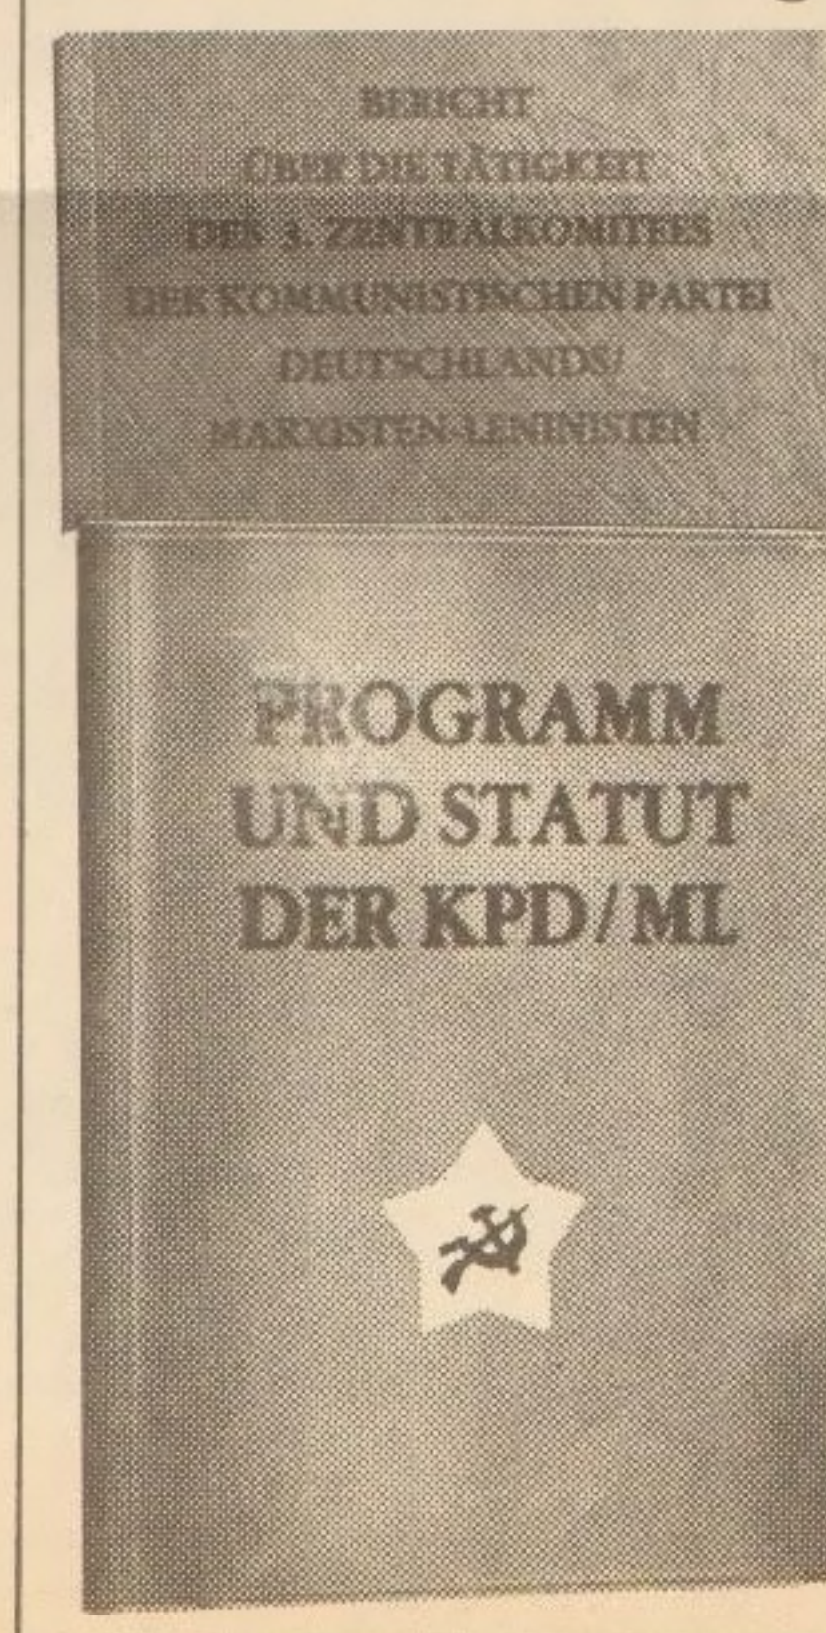 BERICHT
ÜBER DIE TÄTIGKEIT
DES 3. ZENTRALKOMITEES
DER KOMMUNISTISCHEN PARTEI
DEUTSCHLANDS/
MARXISTEN-LENINISTEN
PROGRAMM
UND STATUT
DER KPD/ML